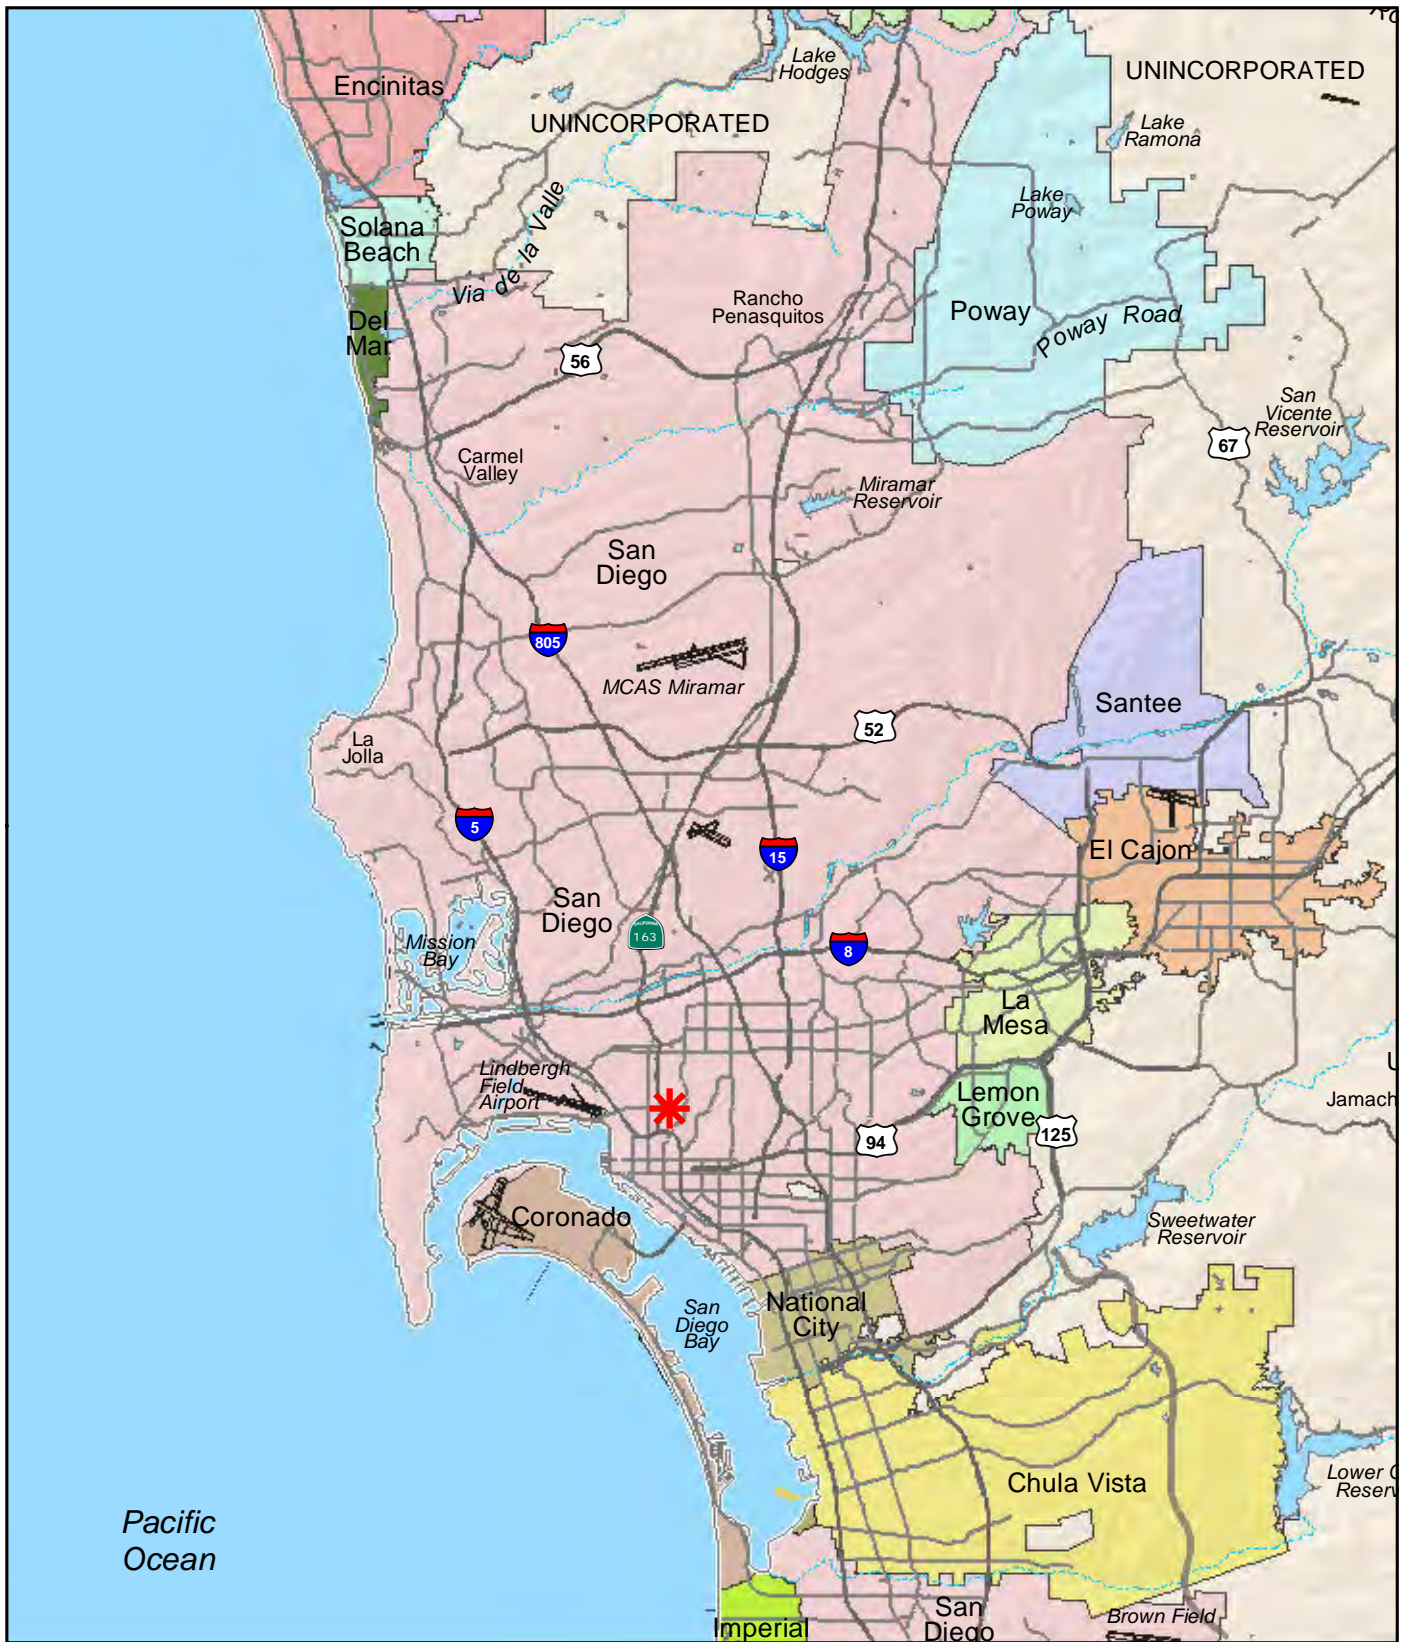 Encinitas
Lake
Hodges
UNINCORPORATED
UNINCORPORATED
Lake
Ramona
Lake
Poway
Solana
Beach
Via de la Valle
Rancho
Penasquitos
Poway
Poway Road
Del
Mar
56
San
Vicente
Reservoir
67
Carmel
Valley
Miramar
Reservoir
San
Diego
805
MCAS Miramar
Santee
52
La
Jolla
5
15
El Cajon
San
Diego
CALIFORNIA
163
Mission
Bay
8
La
Mesa
Lindbergh
Field
Airport
Lemon
Grove
Jamach
94
125
Coronado
Sweetwater
Reservoir
San
Diego
Bay
National
City
Chula Vista
Lower O
Reserv
Pacific
Ocean
Imperial
San
Diego
Brown Field